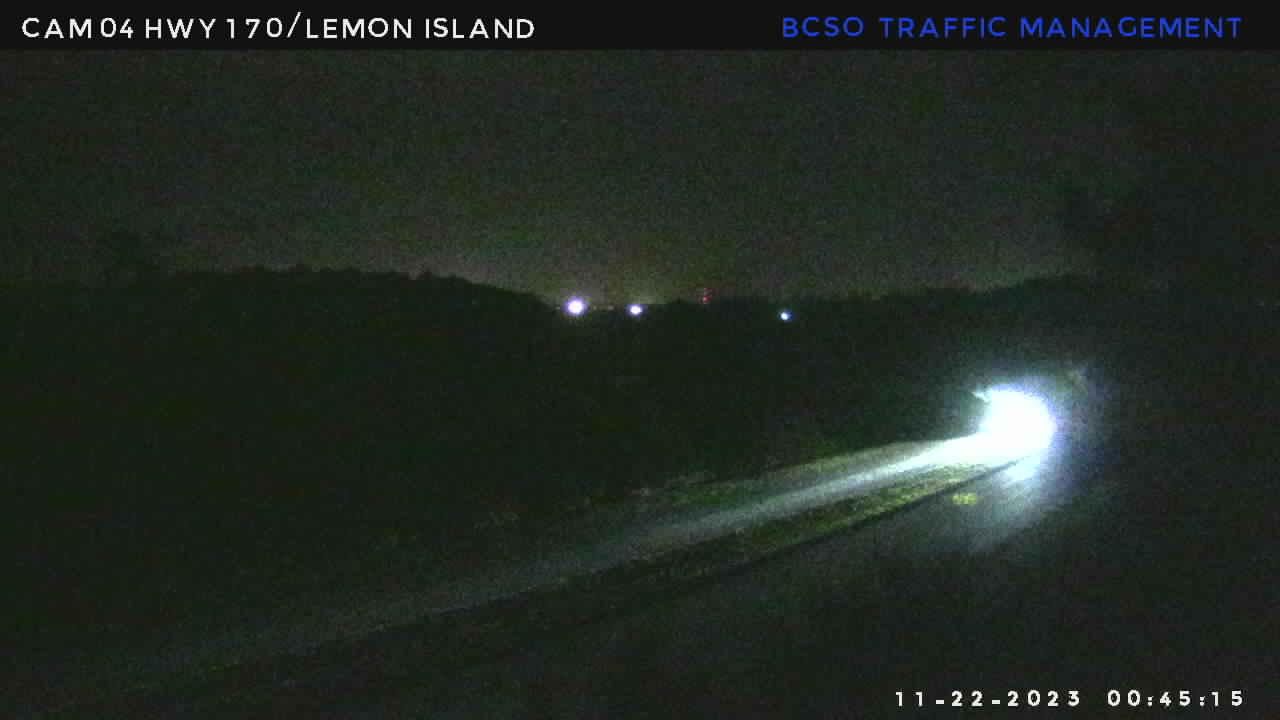 CAM04 HWY 170/LEMON ISLAND
BCSO TRAFFIC MANAGEMENT
11-22-2023 00:45:15